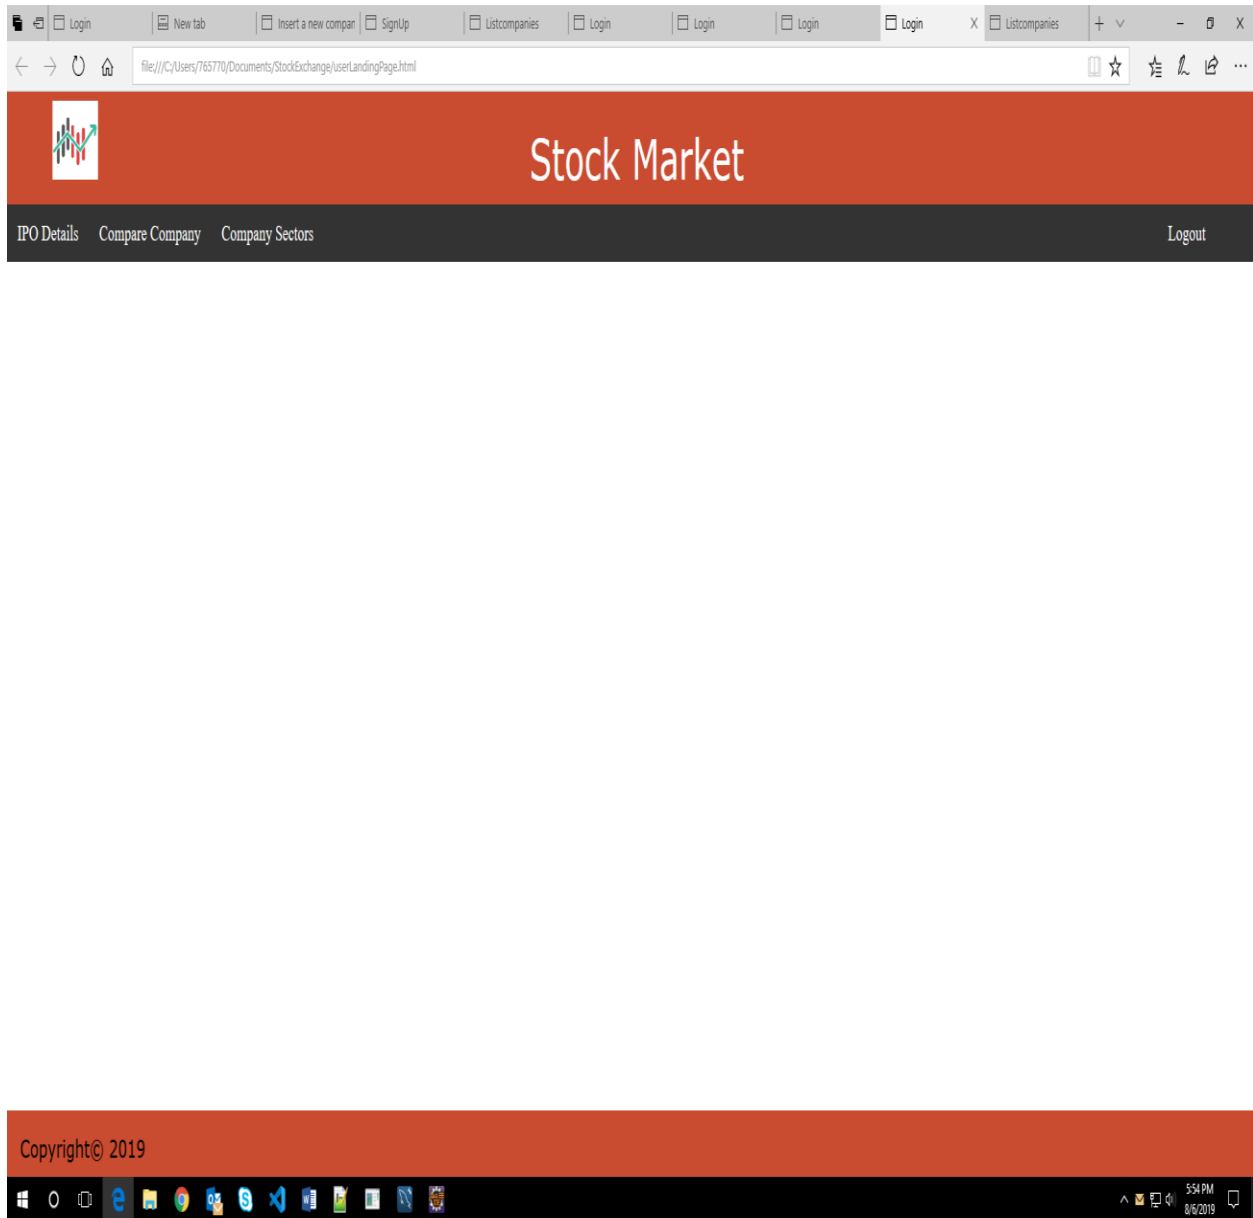 Login
New tab
Insert a new compan
SignUp
Listcompanies
Login
Login
Login
Login
Listcompanies
file:///C:/Users/765770/Documents/StockExchange/userLandingPage.html
Stock Market
IPO Details Compare Company Company Sectors Logout
Copyright© 2019
5:54 PM
8/6/2019